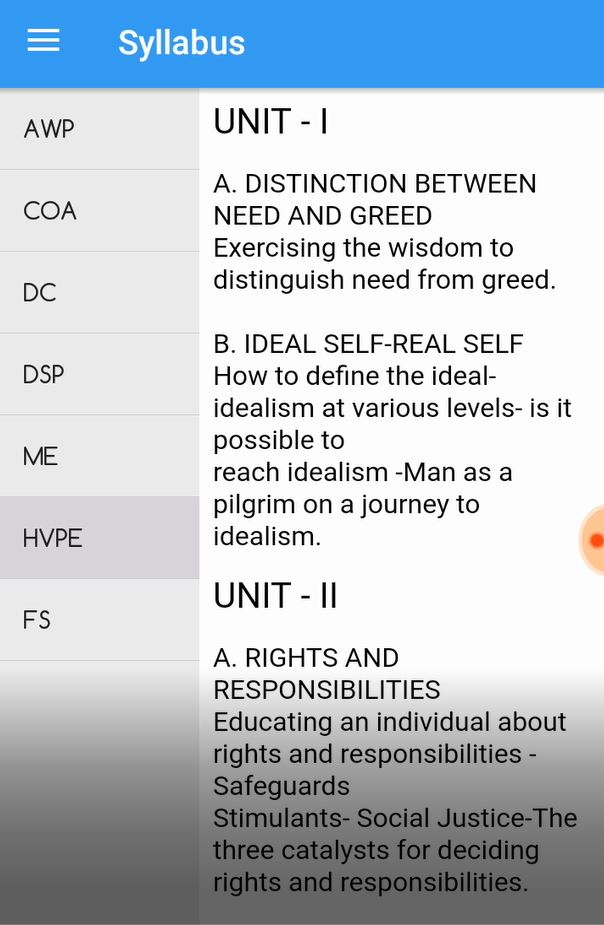 Syllabus
AWP
COA
DC
DSP
ME
HVPE
FS
UNIT - I
A. DISTINCTION BETWEEN
NEED AND GREED
Exercising the wisdom to
distinguish need from greed.
B. IDEAL SELF-REAL SELF
How to define the ideal-
idealism at various levels- is it
possible to
reach idealism -Man as a
pilgrim on a journey to
idealism.
UNIT - II
A. RIGHTS AND
RESPONSIBILITIES
Educating an individual about
rights and responsibilities -
Safeguards
Stimulants- Social Justice-The
three catalysts for deciding
rights and responsibilities.